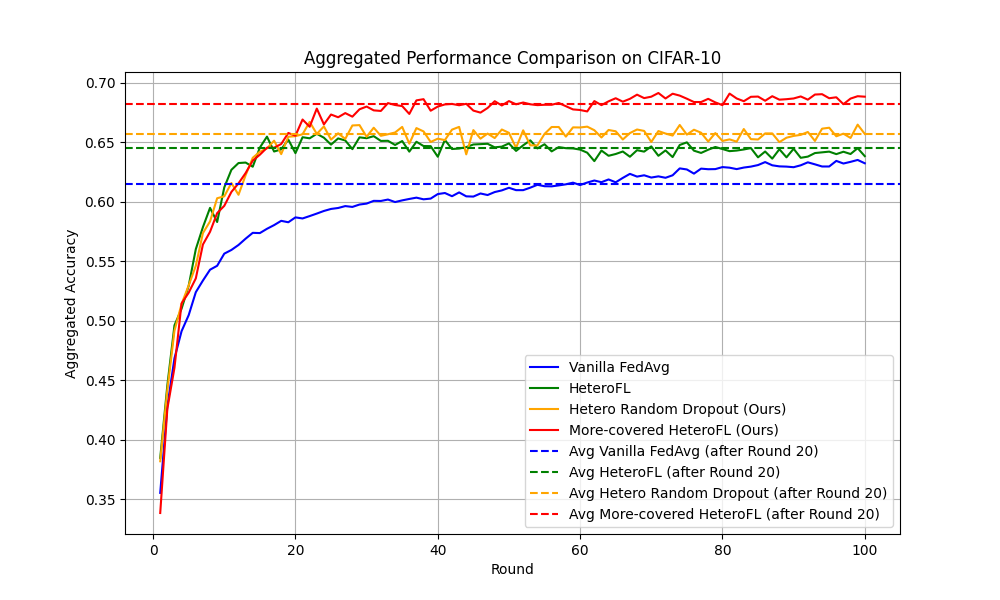 Aggregated Performance Comparison on CIFAR-10
Aggregated Accuracy
0.70
0.65
0.60
0.55
0.50
0.45
0.40
0.35
Vanilla FedAvg
HeteroFL
Hetero Random Dropout (Ours)
More-covered HeteroFL (Ours)
Avg Vanilla FedAvg (after Round 20)
Avg HeteroFL (after Round 20)
Avg Hetero Random Dropout (after Round 20)
Avg More-covered HeteroFL (after Round 20)
0 20 40 60 80 100
Round